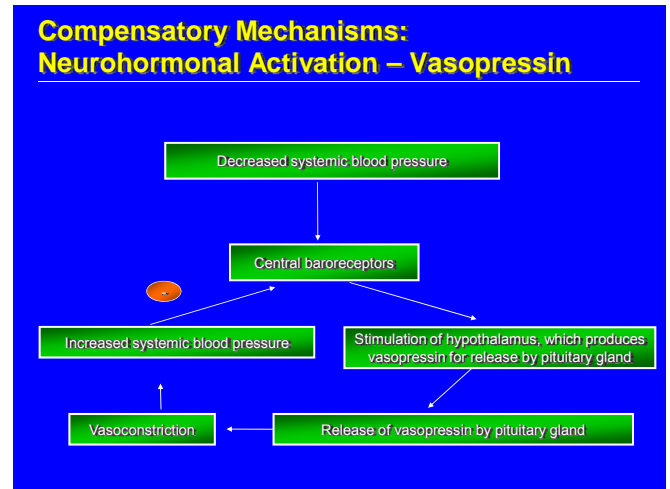 Compensatory Mechanisms:
Neurohormonal Activation – Vasopressin
Decreased systemic blood pressure
Central baroreceptors
-
Increased systemic blood pressure
Stimulation of hypothalamus, which produces
vasopressin for release by pituitary gland
Vasoconstriction
Release of vasopressin by pituitary gland